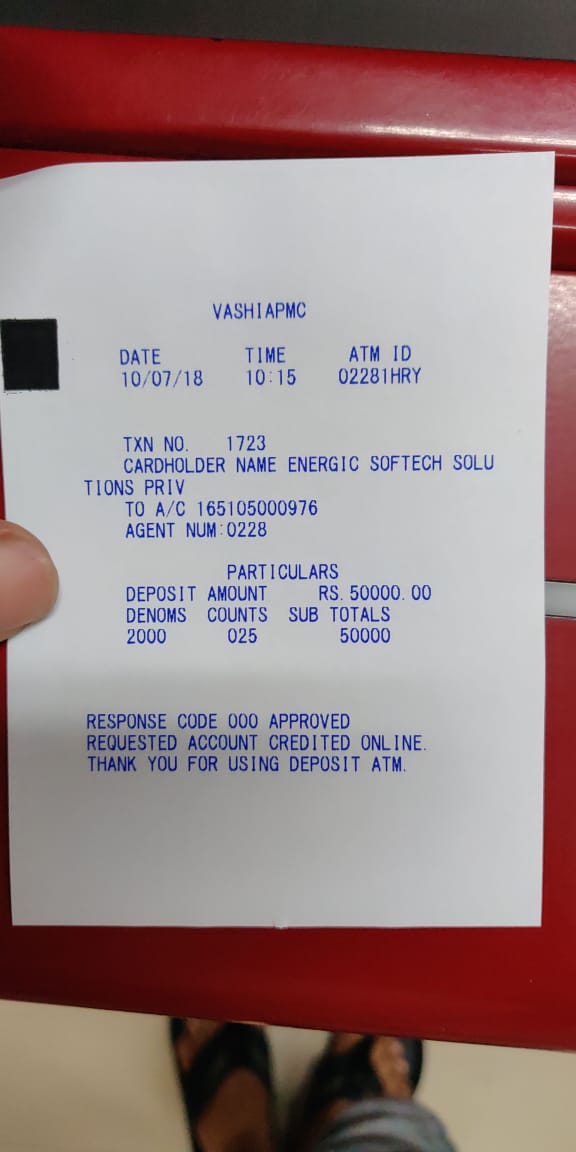 VASHIAPMC
DATE TIME ATM ID
10/07/18 10:15 02281HRY
TXN NO. 1723
CARDHOLDER NAME ENERGIC SOFTECH SOLU
TIONS PRIV
TO A/C 165105000976
AGENT NUM:0228
PARTICULARS
DEPOSIT AMOUNT RS.50000.00
DENOMS COUNTS SUB TOTALS
2000 025 50000
RESPONSE CODE 000 APPROVED
REQUESTED ACCOUNT CREDITED ONLINE.
THANK YOU FOR USING DEPOSIT ATM.